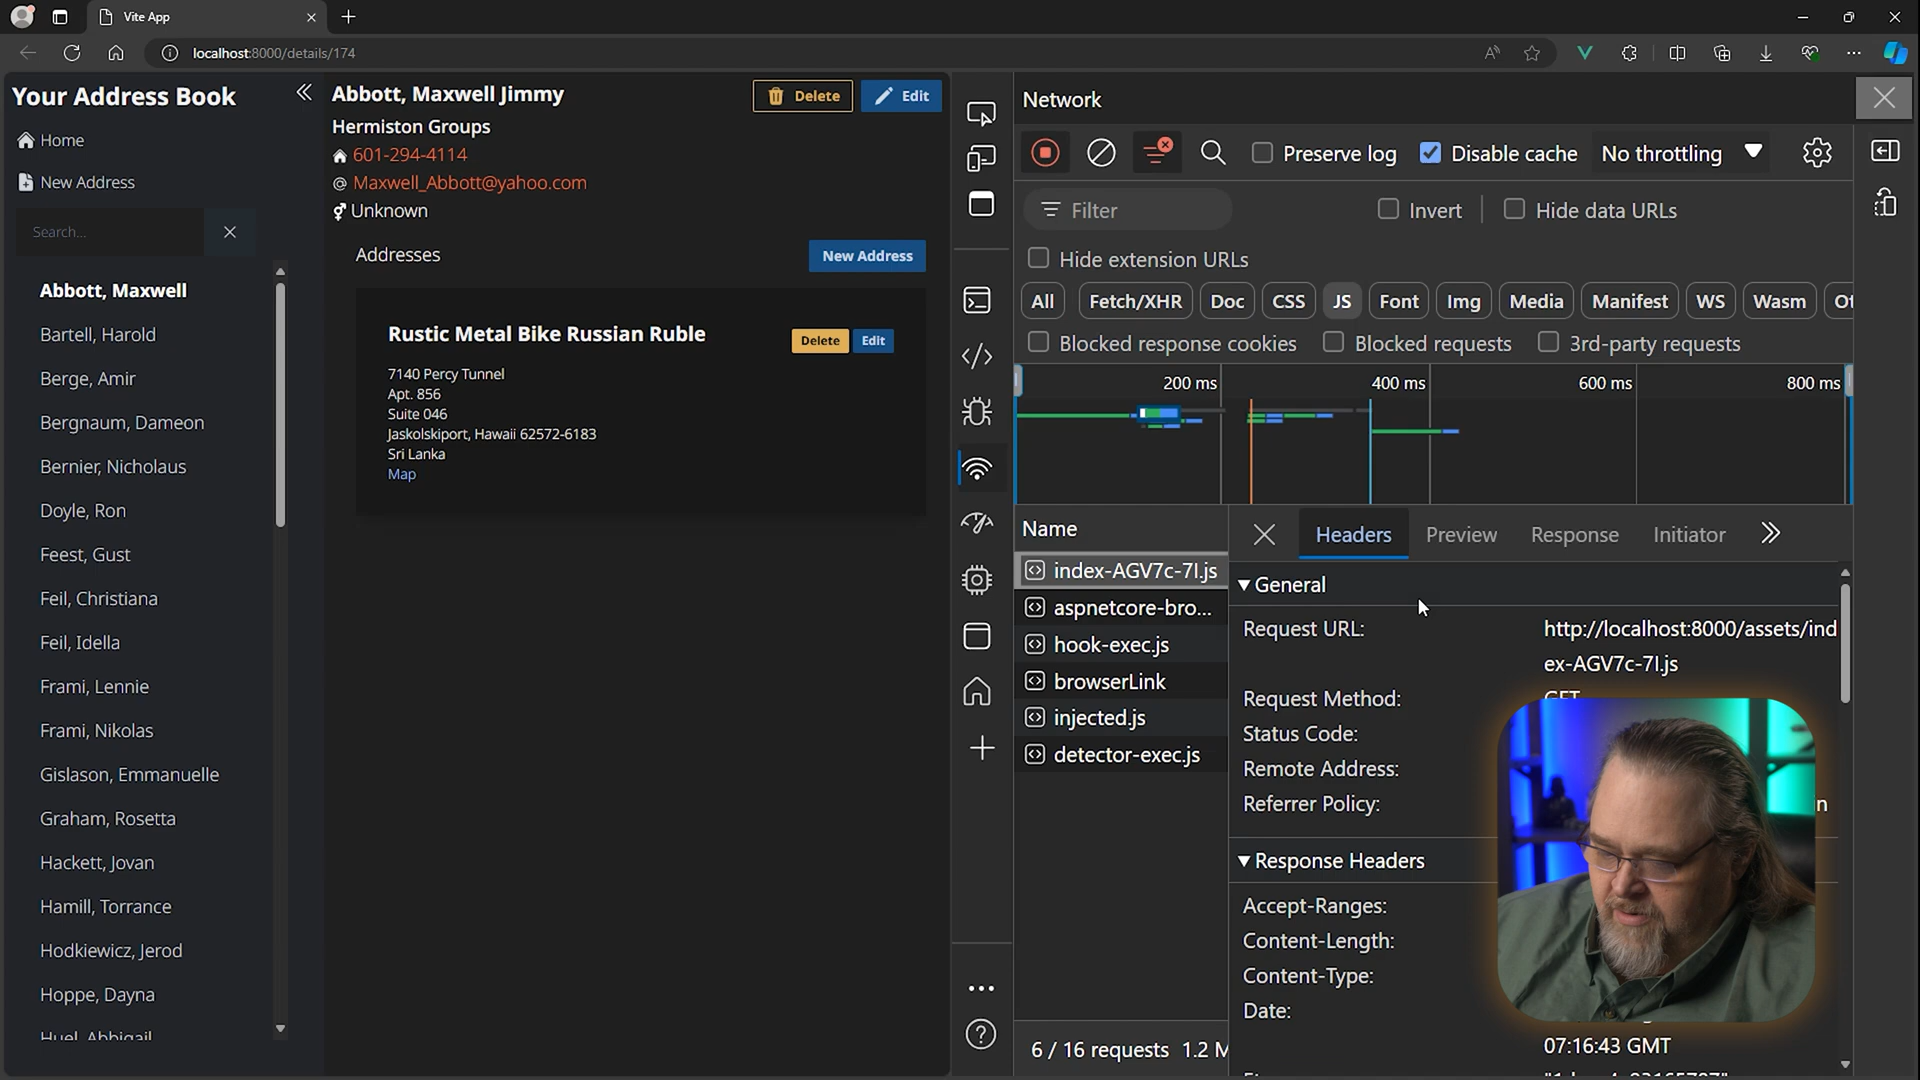 Vite App
localhost:8000/details/174
Your Address Book
Home
New Address
Search...
Abbott, Maxwell
Bartell, Harold
Berge, Amir
Bergnaum, Dameon
Bernier, Nicholaus
Doyle, Ron
Feest, Gust
Feil, Christiana
Feil, Idella
Frami, Lennie
Frami, Nikolas
Gislason, Emmanuelle
Graham, Rosetta
Hackett, Jovan
Hamill, Torrance
Hodkiewicz, Jerod
Hoppe, Dayna
Huel, Abbigail
Abbott, Maxwell Jimmy
Delete
Edit
Hermiston Groups
601-294-4114
@ Maxwell_Abbott@yahoo.com
Unknown
Addresses
New Address
Rustic Metal Bike Russian Ruble
Delete
Edit
7140 Percy Tunnel
Apt. 856
Suite 046
Jaskolskiport, Hawaii 62572-6183
Sri Lanka
Map
Network
Preserve log
Disable cache
No throttling
Filter
Invert
Hide data URLs
Hide extension URLs
All
Fetch/XHR
Doc
CSS
JS
Font
Img
Media
Manifest
WS
Wasm
Ot
Blocked response cookies
Blocked requests
3rd-party requests
200 ms
400 ms
600 ms
800 ms
Name
index-AGV7c-7I.js
aspnetcore-bro...
hook-exec.js
browserLink
injected.js
detector-exec.js
6 / 16 requests 1.2 M
Headers
Preview
Response
Initiator
General
Request URL:
http://localhost:8000/assets/ind
ex-AGV7c-7I.js
Request Method:
GET
Status Code:
Remote Address:
Referrer Policy:
n
Response Headers
Accept-Ranges:
Content-Length:
Content-Type:
Date:
07:16:43 GMT